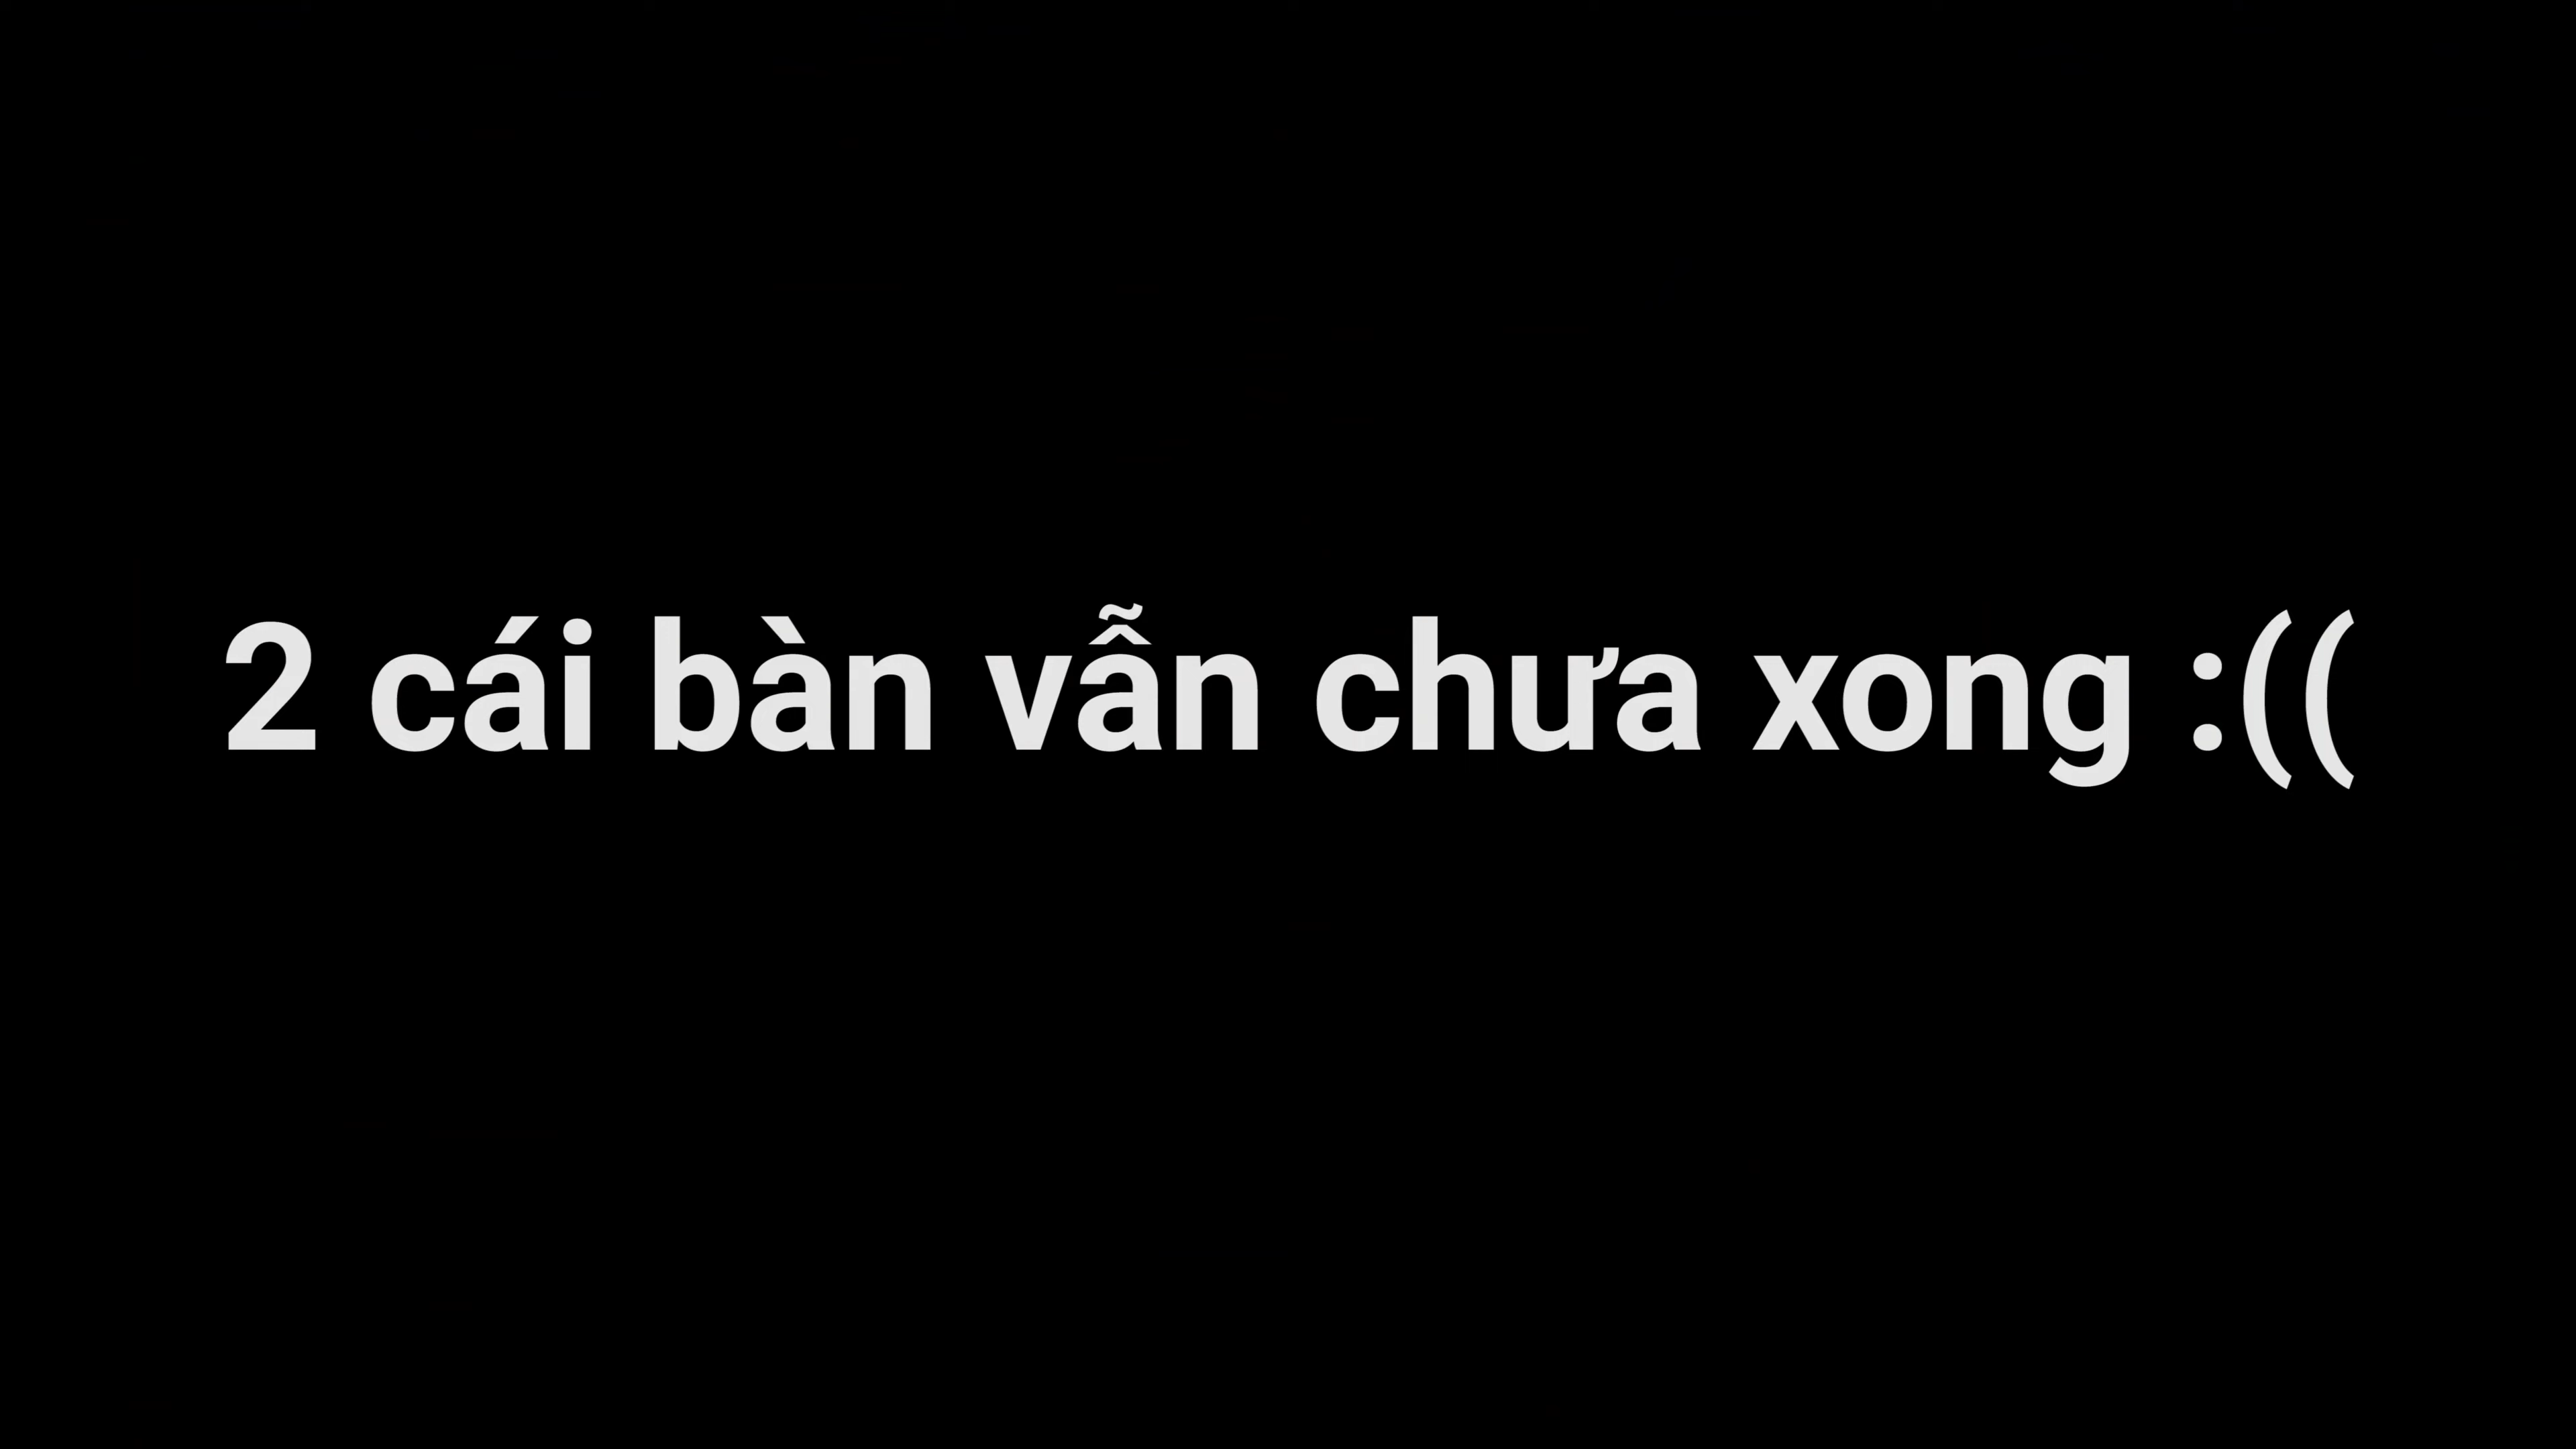 2 cái bàn vẫn chưa xong :((